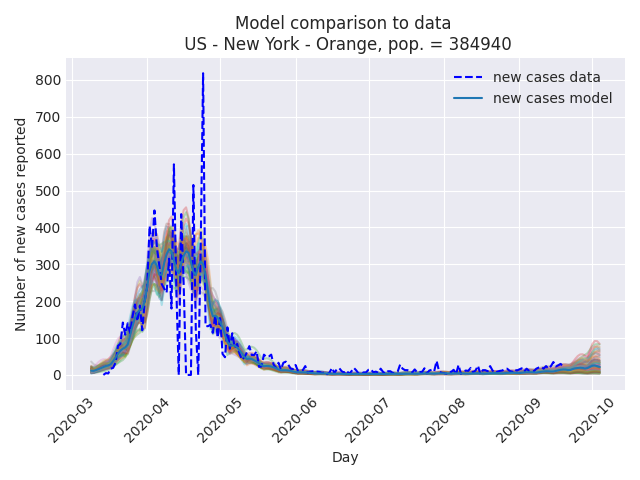 Model comparison to data
US - New York - Orange, pop. = 384940
new cases data
new cases model
Number of new cases reported
800
700
600
500
400
300
200
100
0
2020-03
2020-04
2020-05
2020-06
2020-07
2020-08
2020-09
2020-10
Day